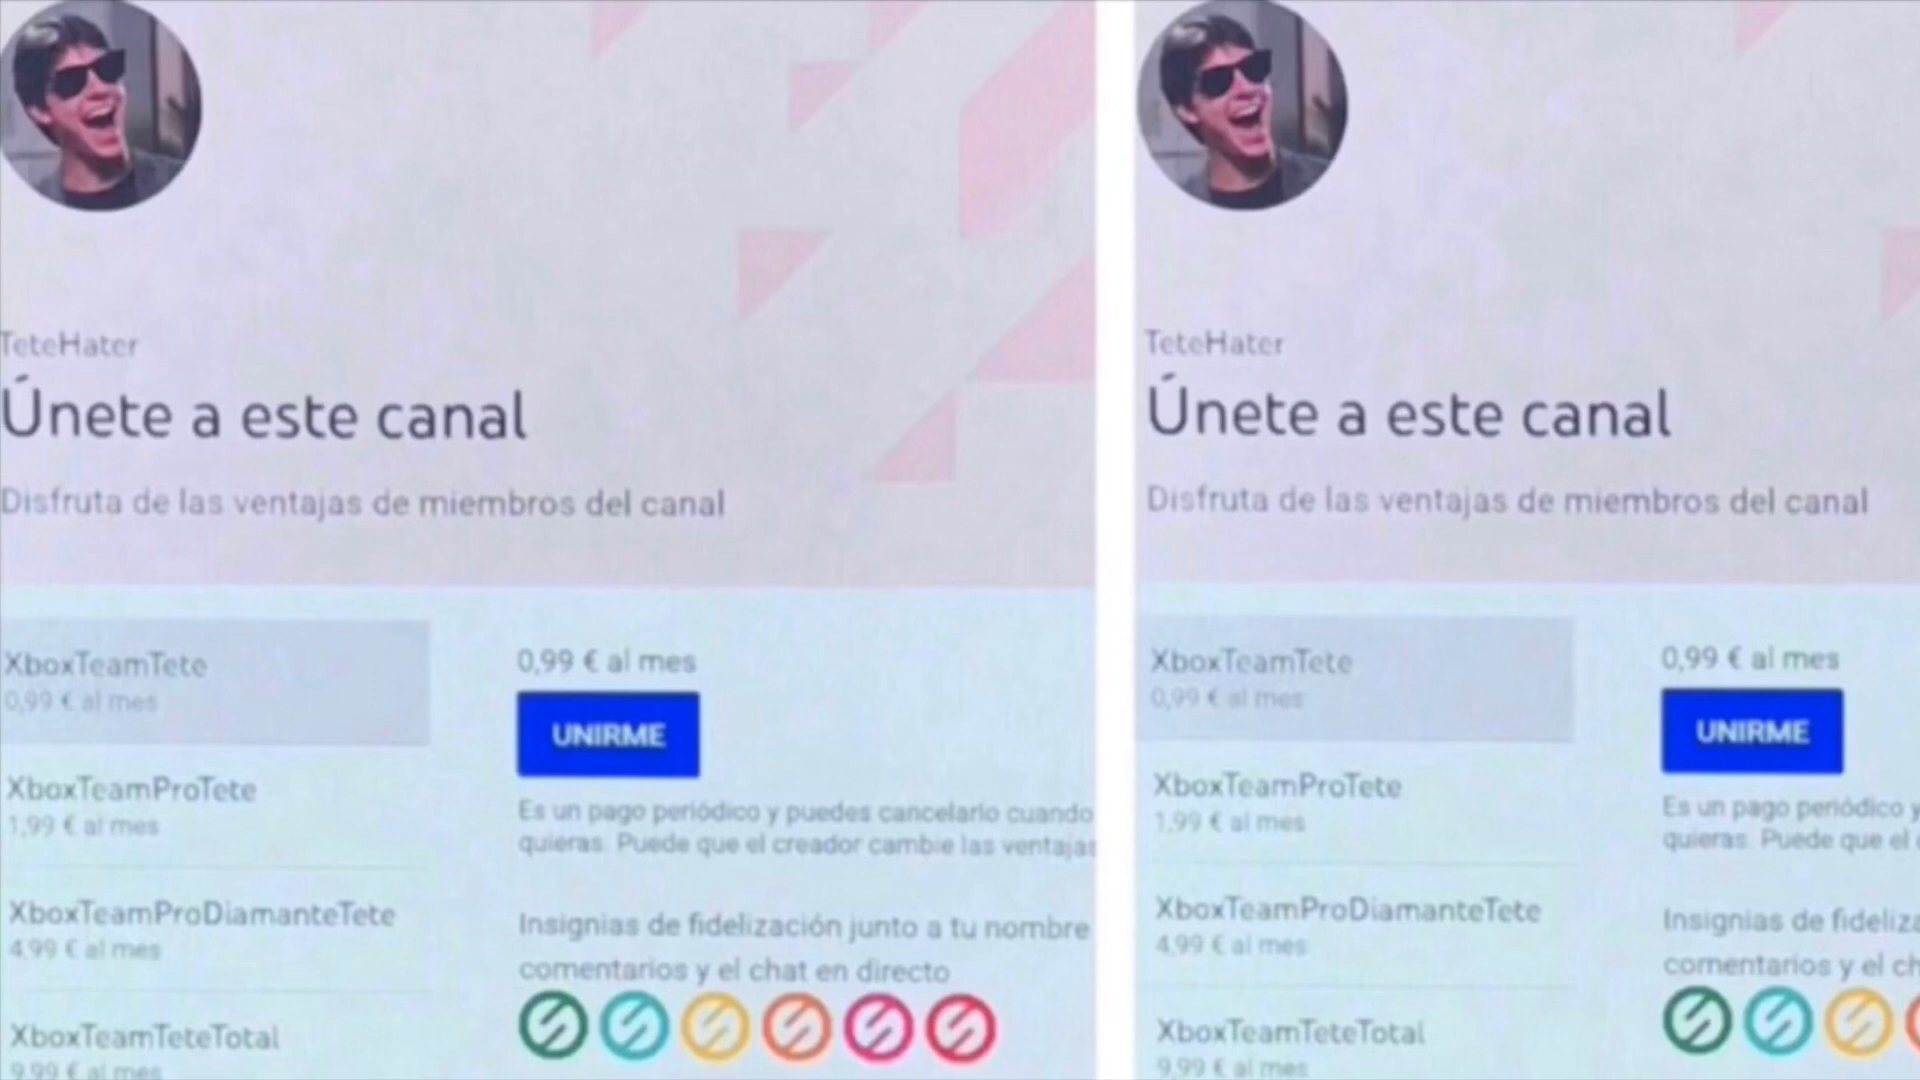 TeteHater
Únete a este canal
Disfruta de las ventajas de miembros del canal
XboxTeamTete
0,99 € al mes
XboxTeamProTete
1,99 € al mes
XboxTeamProDiamanteTete
4,99 € al mes
XboxTeamTeteTotal
9,99 € al mes
0,99 € al mes
UNIRME
Es un pago periódico y puedes cancelarlo cuando
quieras. Puede que el creador cambie las ventajas
Insignias de fidelización junto a tu nombre
comentarios y el chat en directo
TeteHater
Únete a este canal
Disfruta de las ventajas de miembros del canal
XboxTeamTete
0,99 € al mes
XboxTeamProTete
1,99 € al mes
XboxTeamProDiamanteTete
4,99 € al mes
XboxTeamTeteTotal
9,99 € al mes
0,99 € al mes
UNIRME
Es un pago periódico y
quieras. Puede que el
Insignias de fideliza
comentarios y el ch